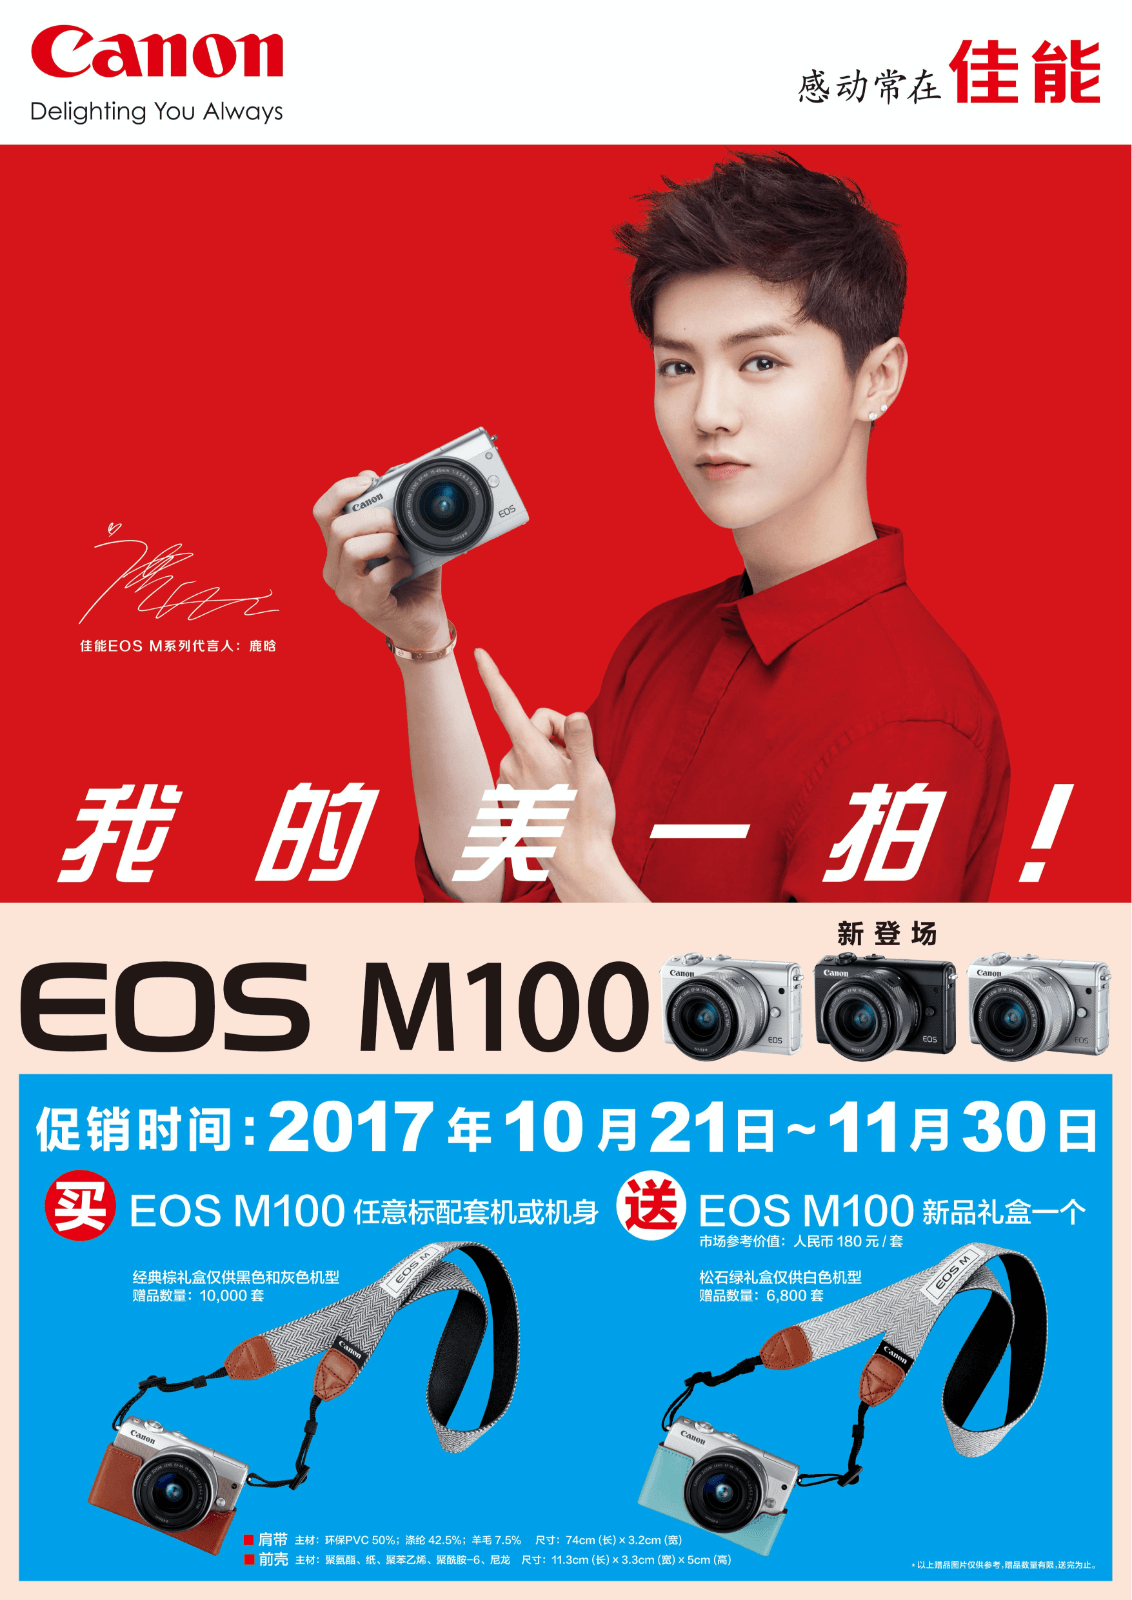 Canon
Delighting You Always
感动常在佳能
佳能EOS M系列代言人：鹿晗
我的美一拍！
新登场
EOS M100
促销时间：2017年10月21日~11月30日
买 EOS M100 任意标配套机或机身
送 EOS M100 新品礼盒一个
市场参考价值：人民币 180 元 / 套
经典棕礼盒仅供黑色和灰色机型
赠品数量：10,000 套
松石绿礼盒仅供白色机型
赠品数量：6,800 套
EOS M
Canon
EOS M
Canon
Canon
Canon
肩带 主材：环保PVC 50%；涤纶 42.5%；羊毛 7.5% 尺寸：74cm (长) × 3.2cm (宽)
前壳 主材：聚氨酯、纸、聚苯乙烯、聚酰胺-6、尼龙 尺寸：11.3cm (长) × 3.3cm (宽) × 5cm (高)
* 以上赠品图片仅供参考，赠品数量有限，送完为止。